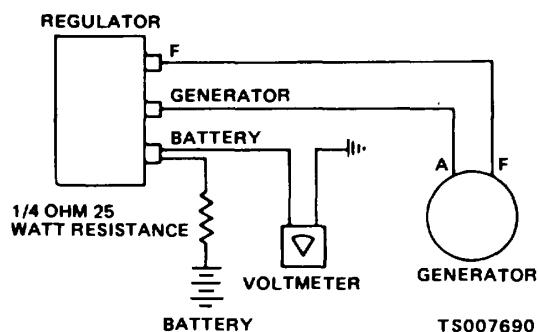 REGULATOR
F
GENERATOR
BATTERY
A F
1/4 OHM 25
WATT RESISTANCE
VOLTMETER
GENERATOR
BATTERY
TS007690